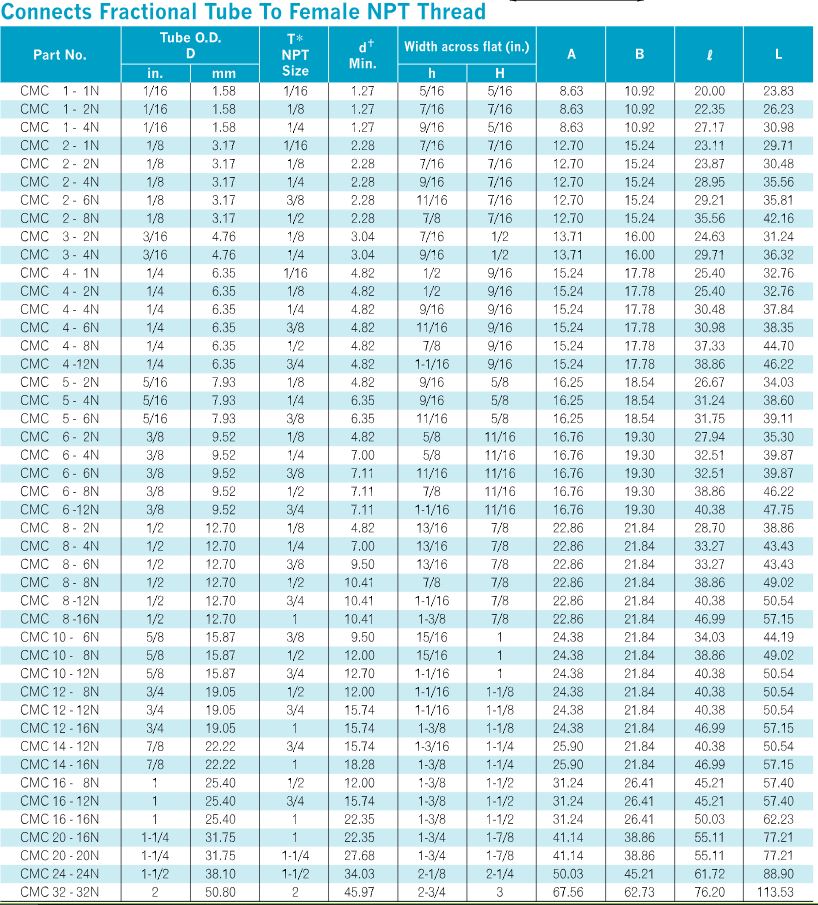 Connects Fractional Tube To Female NPT Thread
Part No. Tube O.D. D T* NPT Size d† Min. Width across flat (in.) A B ℓ L
in. mm h H
CMC 1 - 1N 1/16 1.58 1/16 1.27 5/16 5/16 8.63 10.92 20.00 23.83
CMC 1 - 2N 1/16 1.58 1/8 1.27 7/16 7/16 8.63 10.92 22.35 26.23
CMC 1 - 4N 1/16 1.58 1/4 1.27 9/16 5/16 8.63 10.92 27.17 30.98
CMC 2 - 1N 1/8 3.17 1/16 2.28 7/16 7/16 12.70 15.24 23.11 29.71
CMC 2 - 2N 1/8 3.17 1/8 2.28 7/16 7/16 12.70 15.24 23.87 30.48
CMC 2 - 4N 1/8 3.17 1/4 2.28 9/16 7/16 12.70 15.24 28.95 35.56
CMC 2 - 6N 1/8 3.17 3/8 2.28 11/16 7/16 12.70 15.24 29.21 35.81
CMC 2 - 8N 1/8 3.17 1/2 2.28 7/8 7/16 12.70 15.24 35.56 42.16
CMC 3 - 2N 3/16 4.76 1/8 3.04 7/16 1/2 13.71 16.00 24.63 31.24
CMC 3 - 4N 3/16 4.76 1/4 3.04 9/16 1/2 13.71 16.00 29.71 36.32
CMC 4 - 1N 1/4 6.35 1/16 4.82 1/2 9/16 15.24 17.78 25.40 32.76
CMC 4 - 2N 1/4 6.35 1/8 4.82 1/2 9/16 15.24 17.78 25.40 32.76
CMC 4 - 4N 1/4 6.35 1/4 4.82 9/16 9/16 15.24 17.78 30.48 37.84
CMC 4 - 6N 1/4 6.35 3/8 4.82 11/16 9/16 15.24 17.78 30.98 38.35
CMC 4 - 8N 1/4 6.35 1/2 4.82 7/8 9/16 15.24 17.78 37.33 44.70
CMC 4 -12N 1/4 6.35 3/4 4.82 1-1/16 9/16 15.24 17.78 38.86 46.22
CMC 5 - 2N 5/16 7.93 1/8 4.82 9/16 5/8 16.25 18.54 26.67 34.03
CMC 5 - 4N 5/16 7.93 1/4 6.35 9/16 5/8 16.25 18.54 31.24 38.60
CMC 5 - 6N 5/16 7.93 3/8 6.35 11/16 5/8 16.25 18.54 31.75 39.11
CMC 6 - 2N 3/8 9.52 1/8 4.82 5/8 11/16 16.76 19.30 27.94 35.30
CMC 6 - 4N 3/8 9.52 1/4 7.00 5/8 11/16 16.76 19.30 32.51 39.87
CMC 6 - 6N 3/8 9.52 3/8 7.11 11/16 11/16 16.76 19.30 32.51 39.87
CMC 6 - 8N 3/8 9.52 1/2 7.11 7/8 11/16 16.76 19.30 38.86 46.22
CMC 6 -12N 3/8 9.52 3/4 7.11 1-1/16 11/16 16.76 19.30 40.38 47.75
CMC 8 - 2N 1/2 12.70 1/8 4.82 13/16 7/8 22.86 21.84 28.70 38.86
CMC 8 - 4N 1/2 12.70 1/4 7.00 13/16 7/8 22.86 21.84 33.27 43.43
CMC 8 - 6N 1/2 12.70 3/8 9.50 13/16 7/8 22.86 21.84 33.27 43.43
CMC 8 - 8N 1/2 12.70 1/2 10.41 7/8 7/8 22.86 21.84 38.86 49.02
CMC 8 -12N 1/2 12.70 3/4 10.41 1-1/16 7/8 22.86 21.84 40.38 50.54
CMC 8 -16N 1/2 12.70 1 10.41 1-3/8 7/8 22.86 21.84 46.99 57.15
CMC 10 - 6N 5/8 15.87 3/8 9.50 15/16 1 24.38 21.84 34.03 44.19
CMC 10 - 8N 5/8 15.87 1/2 12.00 15/16 1 24.38 21.84 38.86 49.02
CMC 10 - 12N 5/8 15.87 3/4 12.70 1-1/16 1 24.38 21.84 40.38 50.54
CMC 12 - 8N 3/4 19.05 1/2 12.00 1-1/16 1-1/8 24.38 21.84 40.38 50.54
CMC 12 - 12N 3/4 19.05 3/4 15.74 1-1/16 1-1/8 24.38 21.84 40.38 50.54
CMC 12 - 16N 3/4 19.05 1 15.74 1-3/8 1-1/8 24.38 21.84 46.99 57.15
CMC 14 - 12N 7/8 22.22 3/4 15.74 1-3/16 1-1/4 25.90 21.84 40.38 50.54
CMC 14 - 16N 7/8 22.22 1 18.28 1-3/8 1-1/4 25.90 21.84 46.99 57.15
CMC 16 - 8N 1 25.40 1/2 12.00 1-3/8 1-1/2 31.24 26.41 45.21 57.40
CMC 16 - 12N 1 25.40 3/4 15.74 1-3/8 1-1/2 31.24 26.41 45.21 57.40
CMC 16 - 16N 1 25.40 1 22.35 1-3/8 1-1/2 31.24 26.41 50.03 62.23
CMC 20 - 16N 1-1/4 31.75 1 22.35 1-3/4 1-7/8 41.14 38.86 55.11 77.21
CMC 20 - 20N 1-1/4 31.75 1-1/4 27.68 1-3/4 1-7/8 41.14 38.86 55.11 77.21
CMC 24 - 24N 1-1/2 38.10 1-1/2 34.03 2-1/8 2-1/4 50.03 45.21 61.72 88.90
CMC 32 - 32N 2 50.80 2 45.97 2-3/4 3 67.56 62.73 76.20 113.53